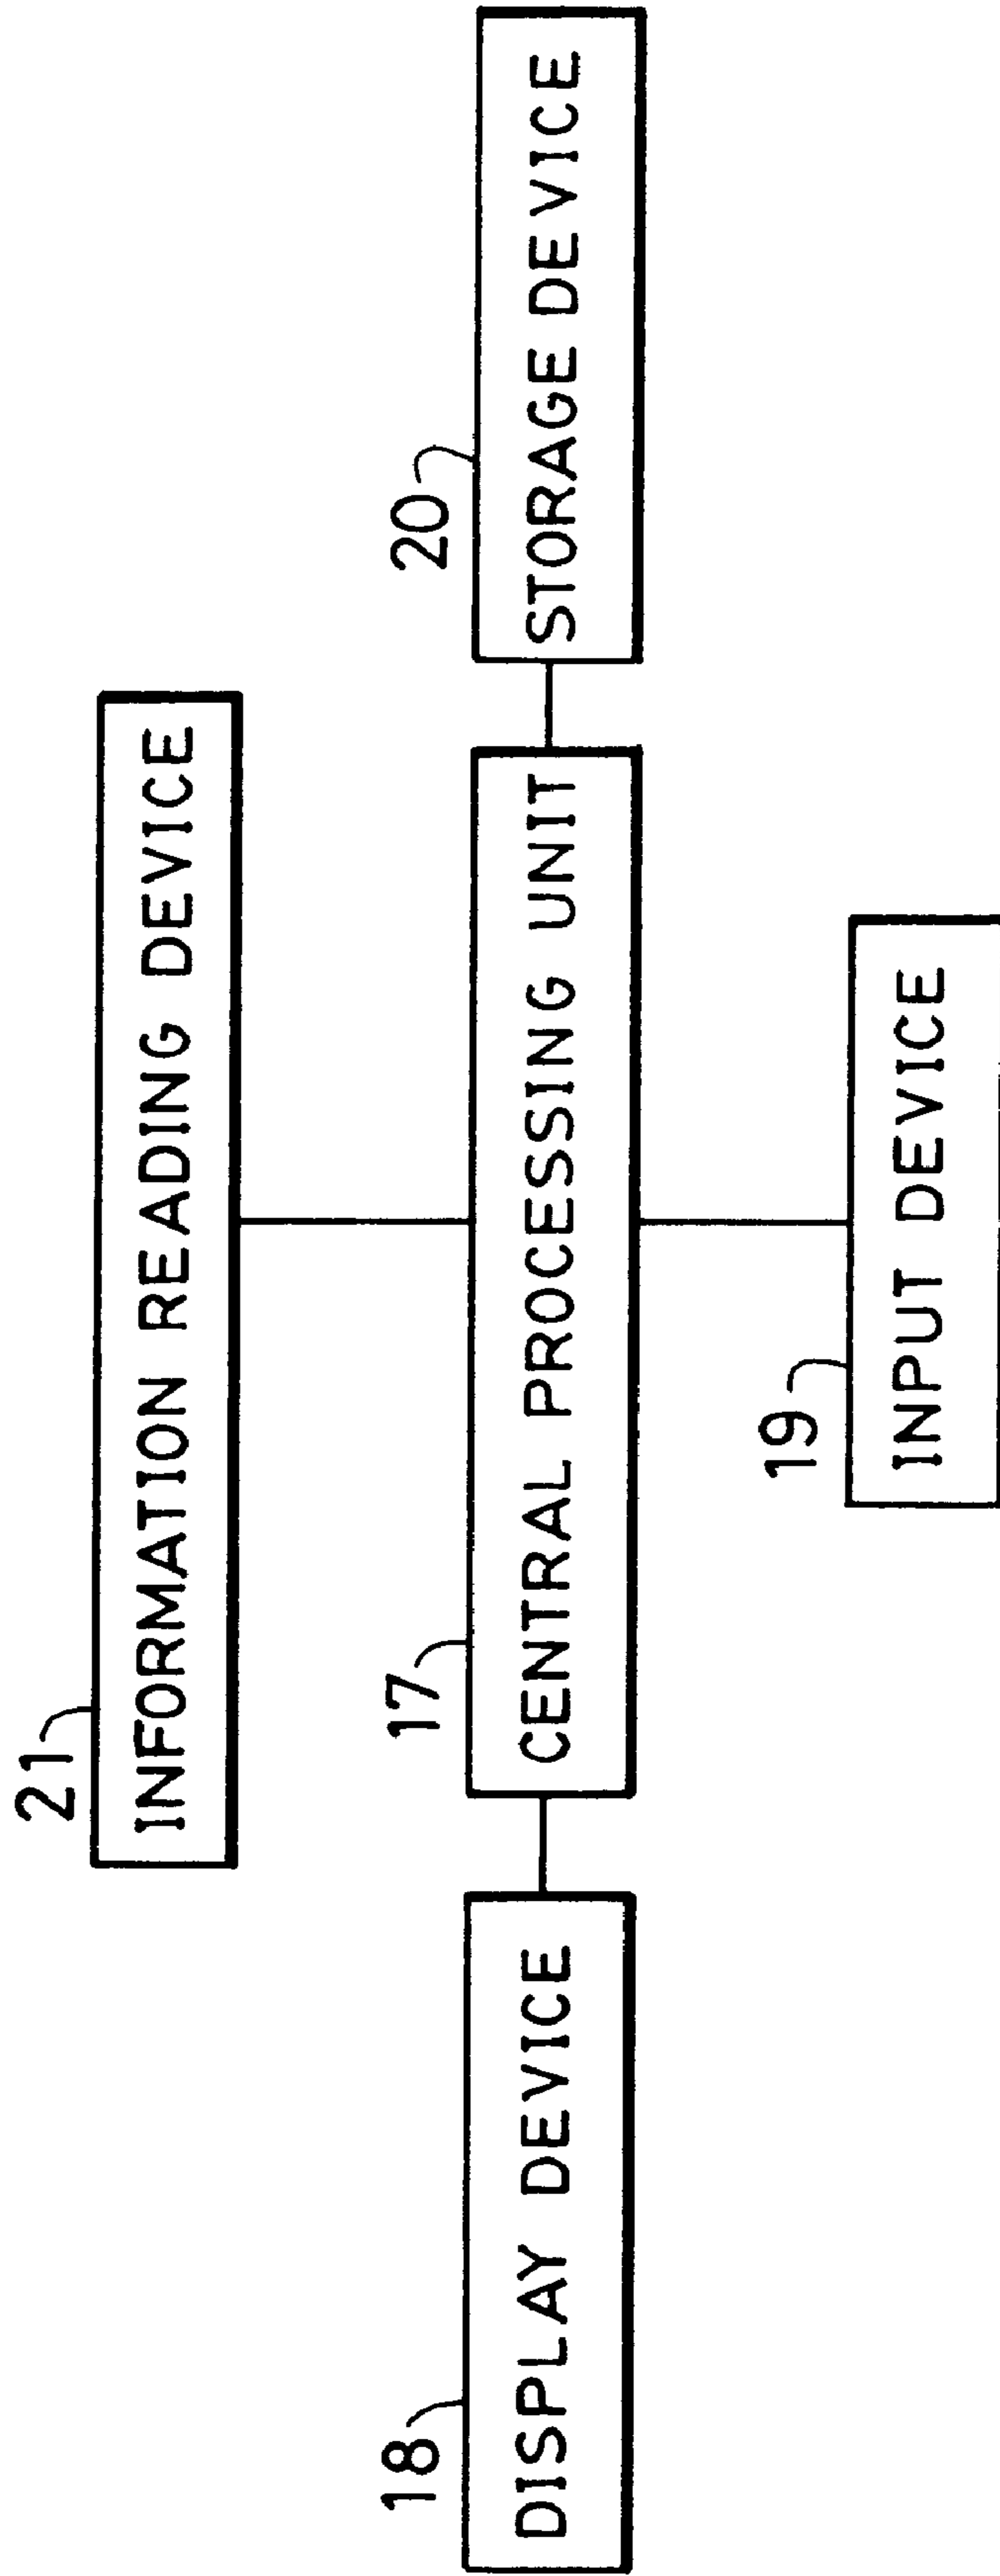 21
INFORMATION READING DEVICE
18
DISPLAY DEVICE
17
CENTRAL PROCESSING UNIT
20
STORAGE DEVICE
19
INPUT DEVICE